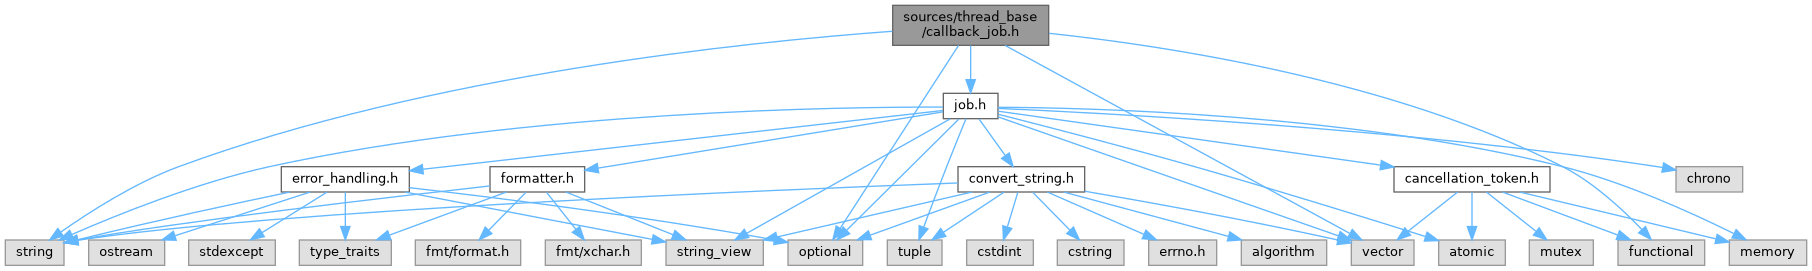 sources/thread_base
/callback_job.h
job.h
error_handling.h
formatter.h
convert_string.h
cancellation_token.h
chrono
string
ostream
stdexcept
type_traits
fmt/format.h
fmt/xchar.h
string_view
optional
tuple
cstdint
cstring
errno.h
algorithm
vector
atomic
mutex
functional
memory